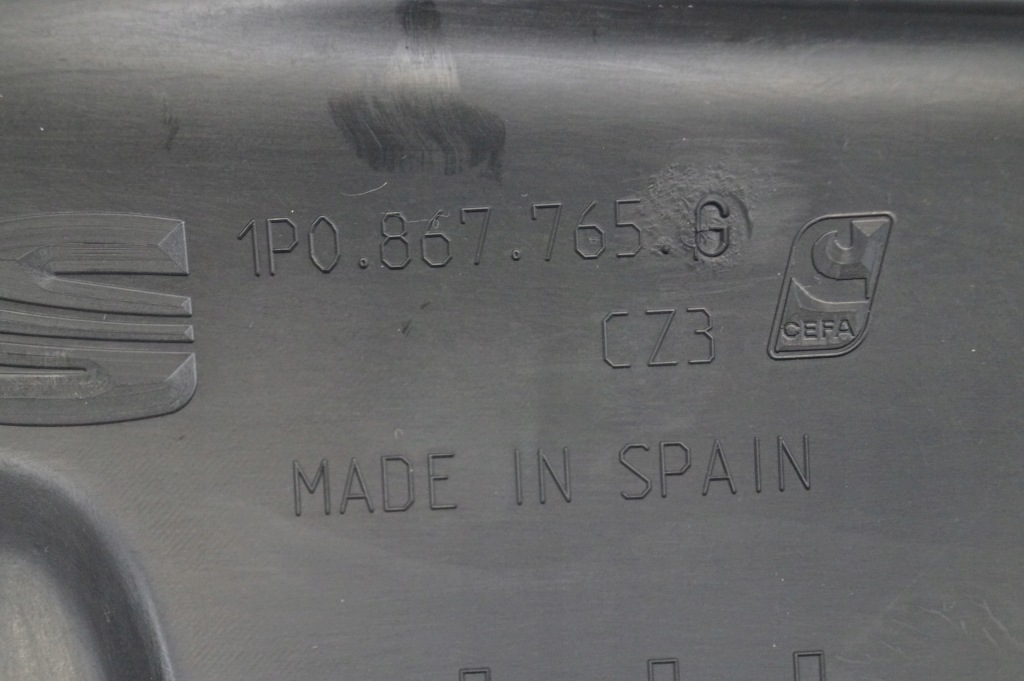 1P0.867.765.G
CZ3
CEFA
MADE IN SPAIN